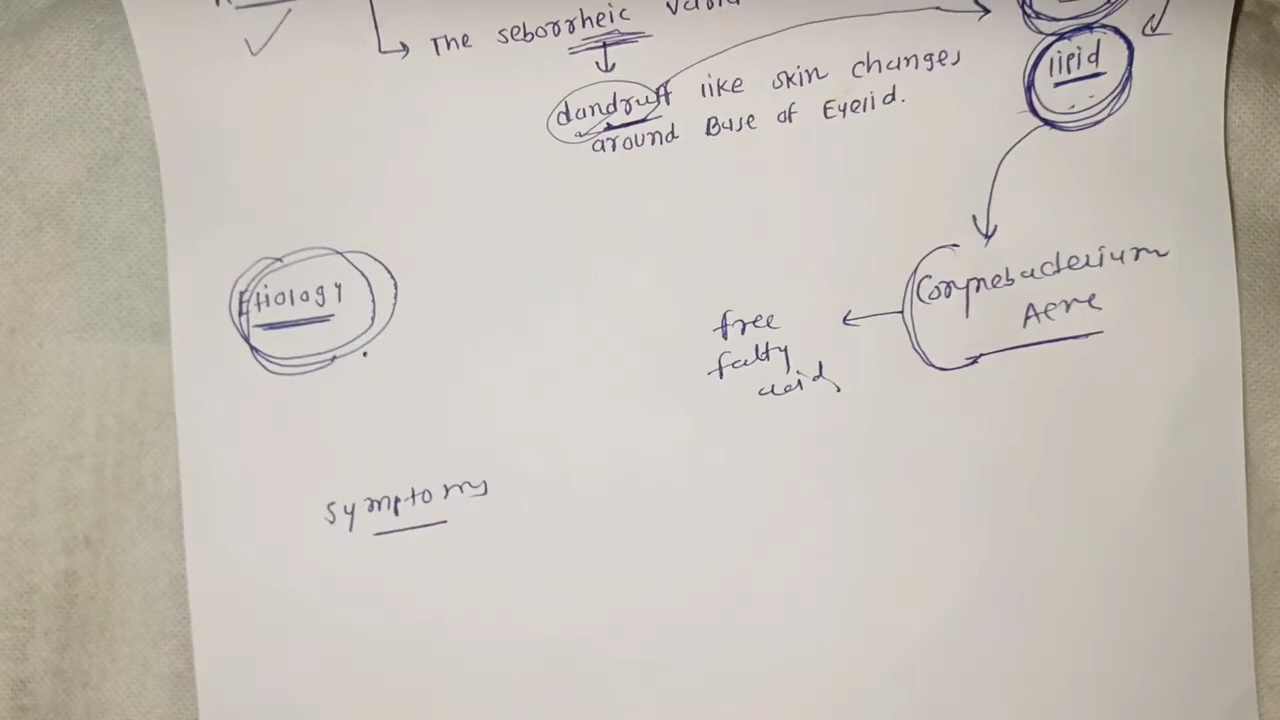 The seborrheic
dandruff like skin changes
around Base of Eyelid.
lipid
Etiology
Corynebacterium
Acne
free
fatty
acid
symptoms